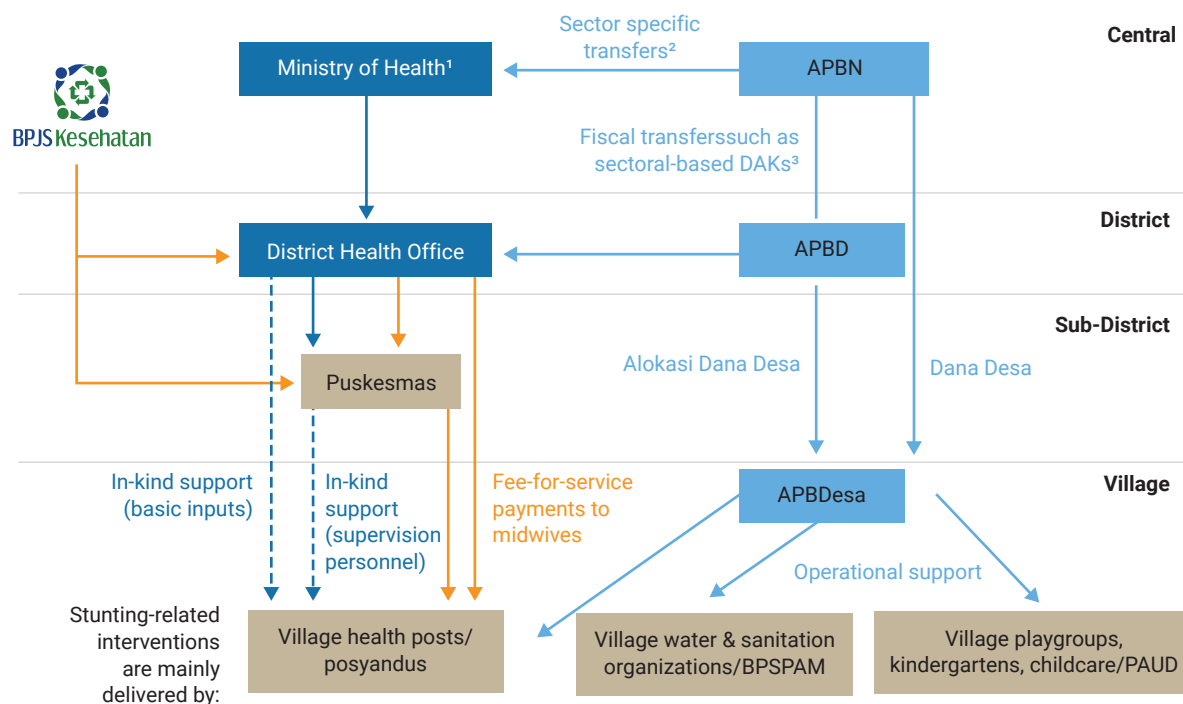 Central
Sector specific
transfers²
Ministry of Health¹
APBN
BPJS Kesehatan
Fiscal transferssuch as
sectoral-based DAKs³
District
District Health Office
APBD
Sub-District
Puskesmas
Alokasi Dana Desa
Dana Desa
Village
In-kind support
(basic inputs)
In-kind
support
(supervision
personnel)
Fee-for-service
payments to
midwives
APBDesa
Operational support
Stunting-related
interventions
are mainly
delivered by:
Village health posts/
posyandus
Village water & sanitation
organizations/BPSPAM
Village playgroups,
kindergartens, childcare/PAUD